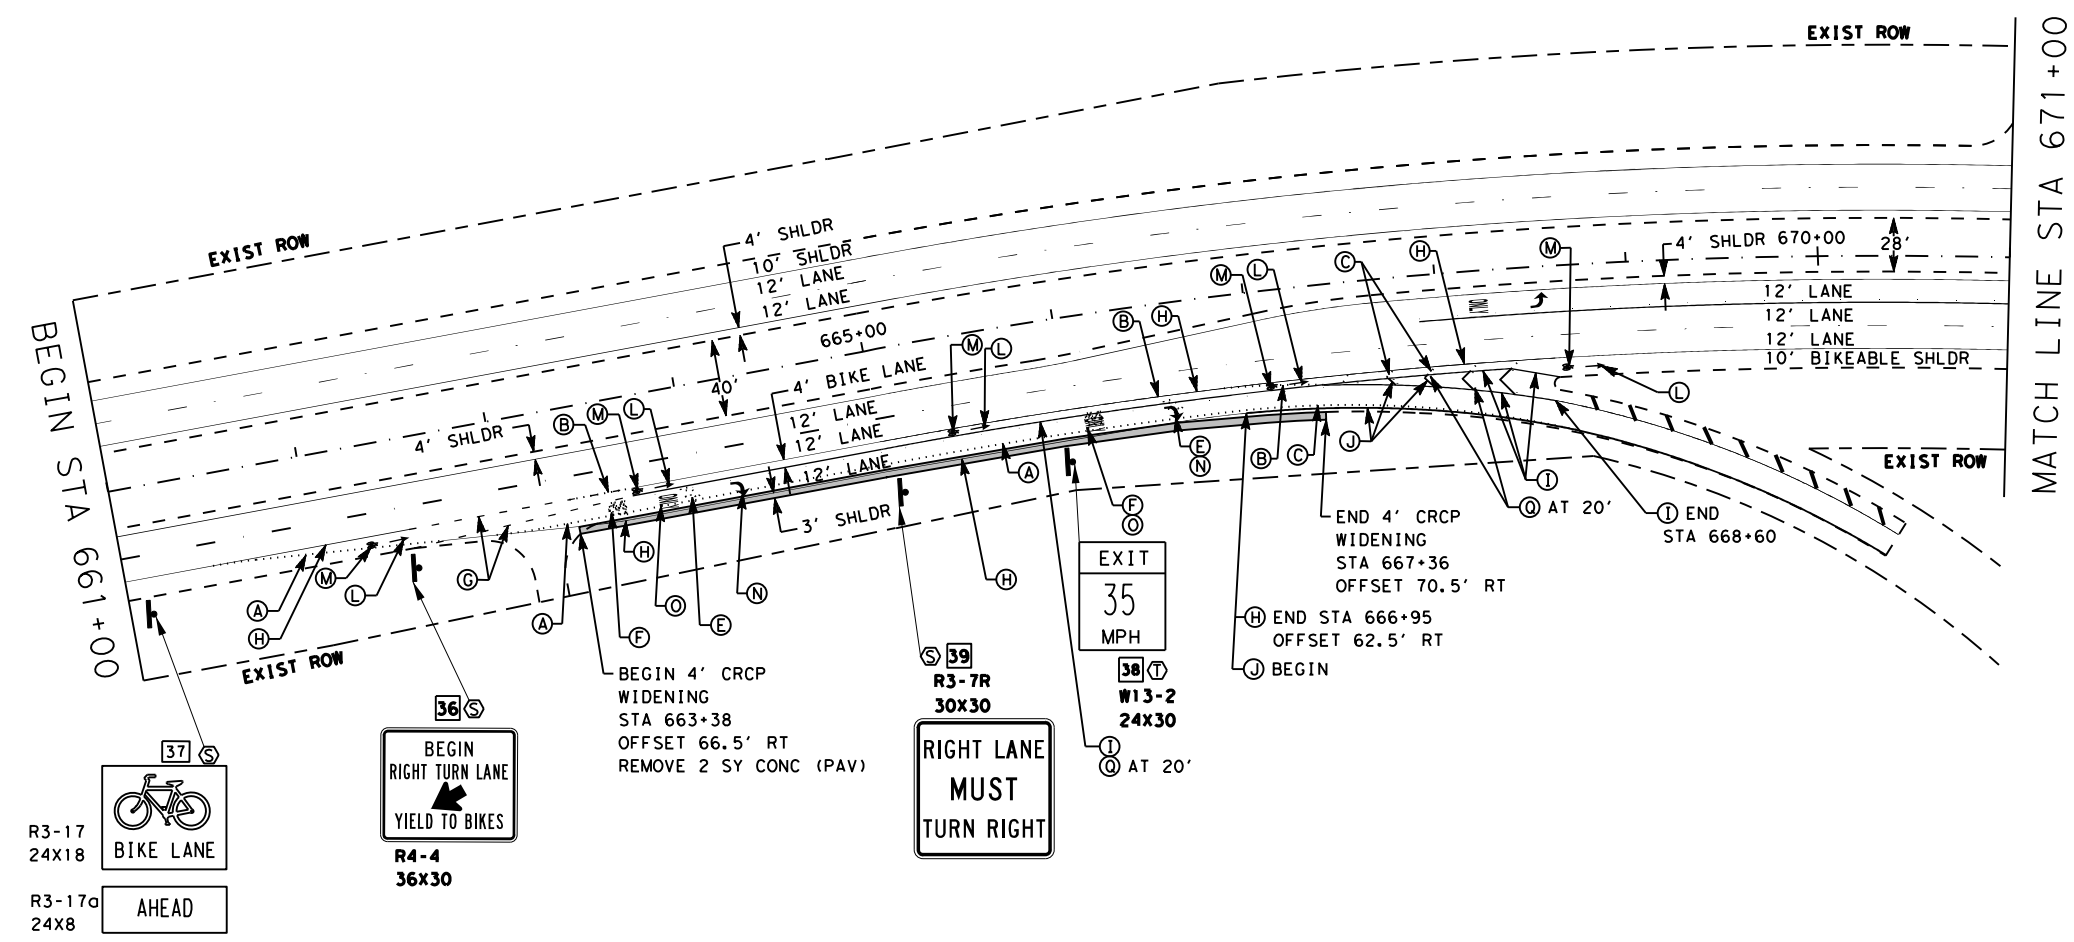 EXIST ROW
MATCH LINE STA 671+00
EXIST ROW
BEGIN STA 661+00
4' SHLDR
10' SHLDR
12' LANE
12' LANE
665+00
40'
4' BIKE LANE
12' LANE
12' LANE
12' LANE
3' SHLDR
4' SHLDR
4' SHLDR 670+00
28'
12' LANE
12' LANE
12' LANE
10' BIKEABLE SHLDR
B
M
L
M
L
B
H
M
L
C
H
M
L
EXIST ROW
A
H
M
L
G
A
F
H
O
E
N
H
A
F
O
E
N
B
C
J
I
Q AT 20'
I END
STA 668+60
EXIST ROW
BEGIN 4' CRCP
WIDENING
STA 663+38
OFFSET 66.5' RT
REMOVE 2 SY CONC (PAV)
END 4' CRCP
WIDENING
STA 667+36
OFFSET 70.5' RT
H END STA 666+95
OFFSET 62.5' RT
J BEGIN
I
Q AT 20'
EXIT
35
MPH
38 T
W13-2
24X30
S 39
R3-7R
30X30
RIGHT LANE
MUST
TURN RIGHT
36 S
BEGIN
RIGHT TURN LANE
YIELD TO BIKES
R4-4
36X30
37 S
BIKE LANE
R3-17
24X18
AHEAD
R3-17a
24X8